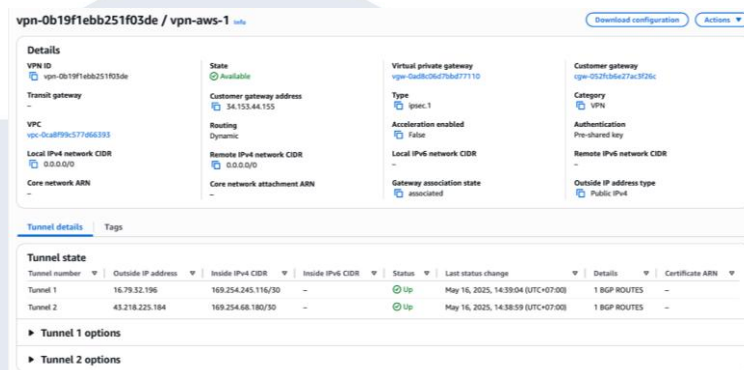 vpn-0b19f1ebb251f03de / vpn-aws-1 Info
Download configuration
Actions
Details
VPN ID
vpn-0b19f1ebb251f03de
State
Available
Virtual private gateway
vgw-0ad8c06d7bbd77110
Customer gateway
cgw-052fcb6e27ac3f26c
Transit gateway
–
Customer gateway address
34.153.44.155
Type
ipsec.1
Category
VPN
VPC
vpc-0ca8f99c577d66393
Routing
Dynamic
Acceleration enabled
False
Authentication
Pre-shared key
Local IPv4 network CIDR
0.0.0.0/0
Remote IPv4 network CIDR
0.0.0.0/0
Local IPv6 network CIDR
–
Remote IPv6 network CIDR
–
Core network ARN
–
Core network attachment ARN
–
Gateway association state
associated
Outside IP address type
Public IPv4
Tunnel details
Tags
Tunnel state
Tunnel number Outside IP address Inside IPv4 CIDR Inside IPv6 CIDR Status Last status change Details Certificate ARN
Tunnel 1 16.79.32.196 169.254.245.116/30 – Up May 16, 2025, 14:39:04 (UTC+07:00) 1 BGP ROUTES –
Tunnel 2 43.218.225.184 169.254.68.180/30 – Up May 16, 2025, 14:38:59 (UTC+07:00) 1 BGP ROUTES –
Tunnel 1 options
Tunnel 2 options